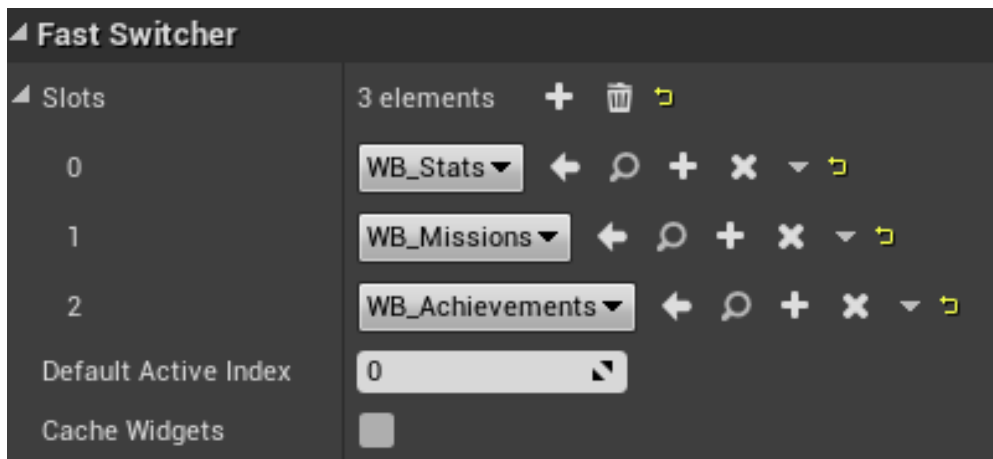 Fast Switcher
Slots 3 elements
0 WB_Stats
1 WB_Missions
2 WB_Achievements
Default Active Index 0
Cache Widgets